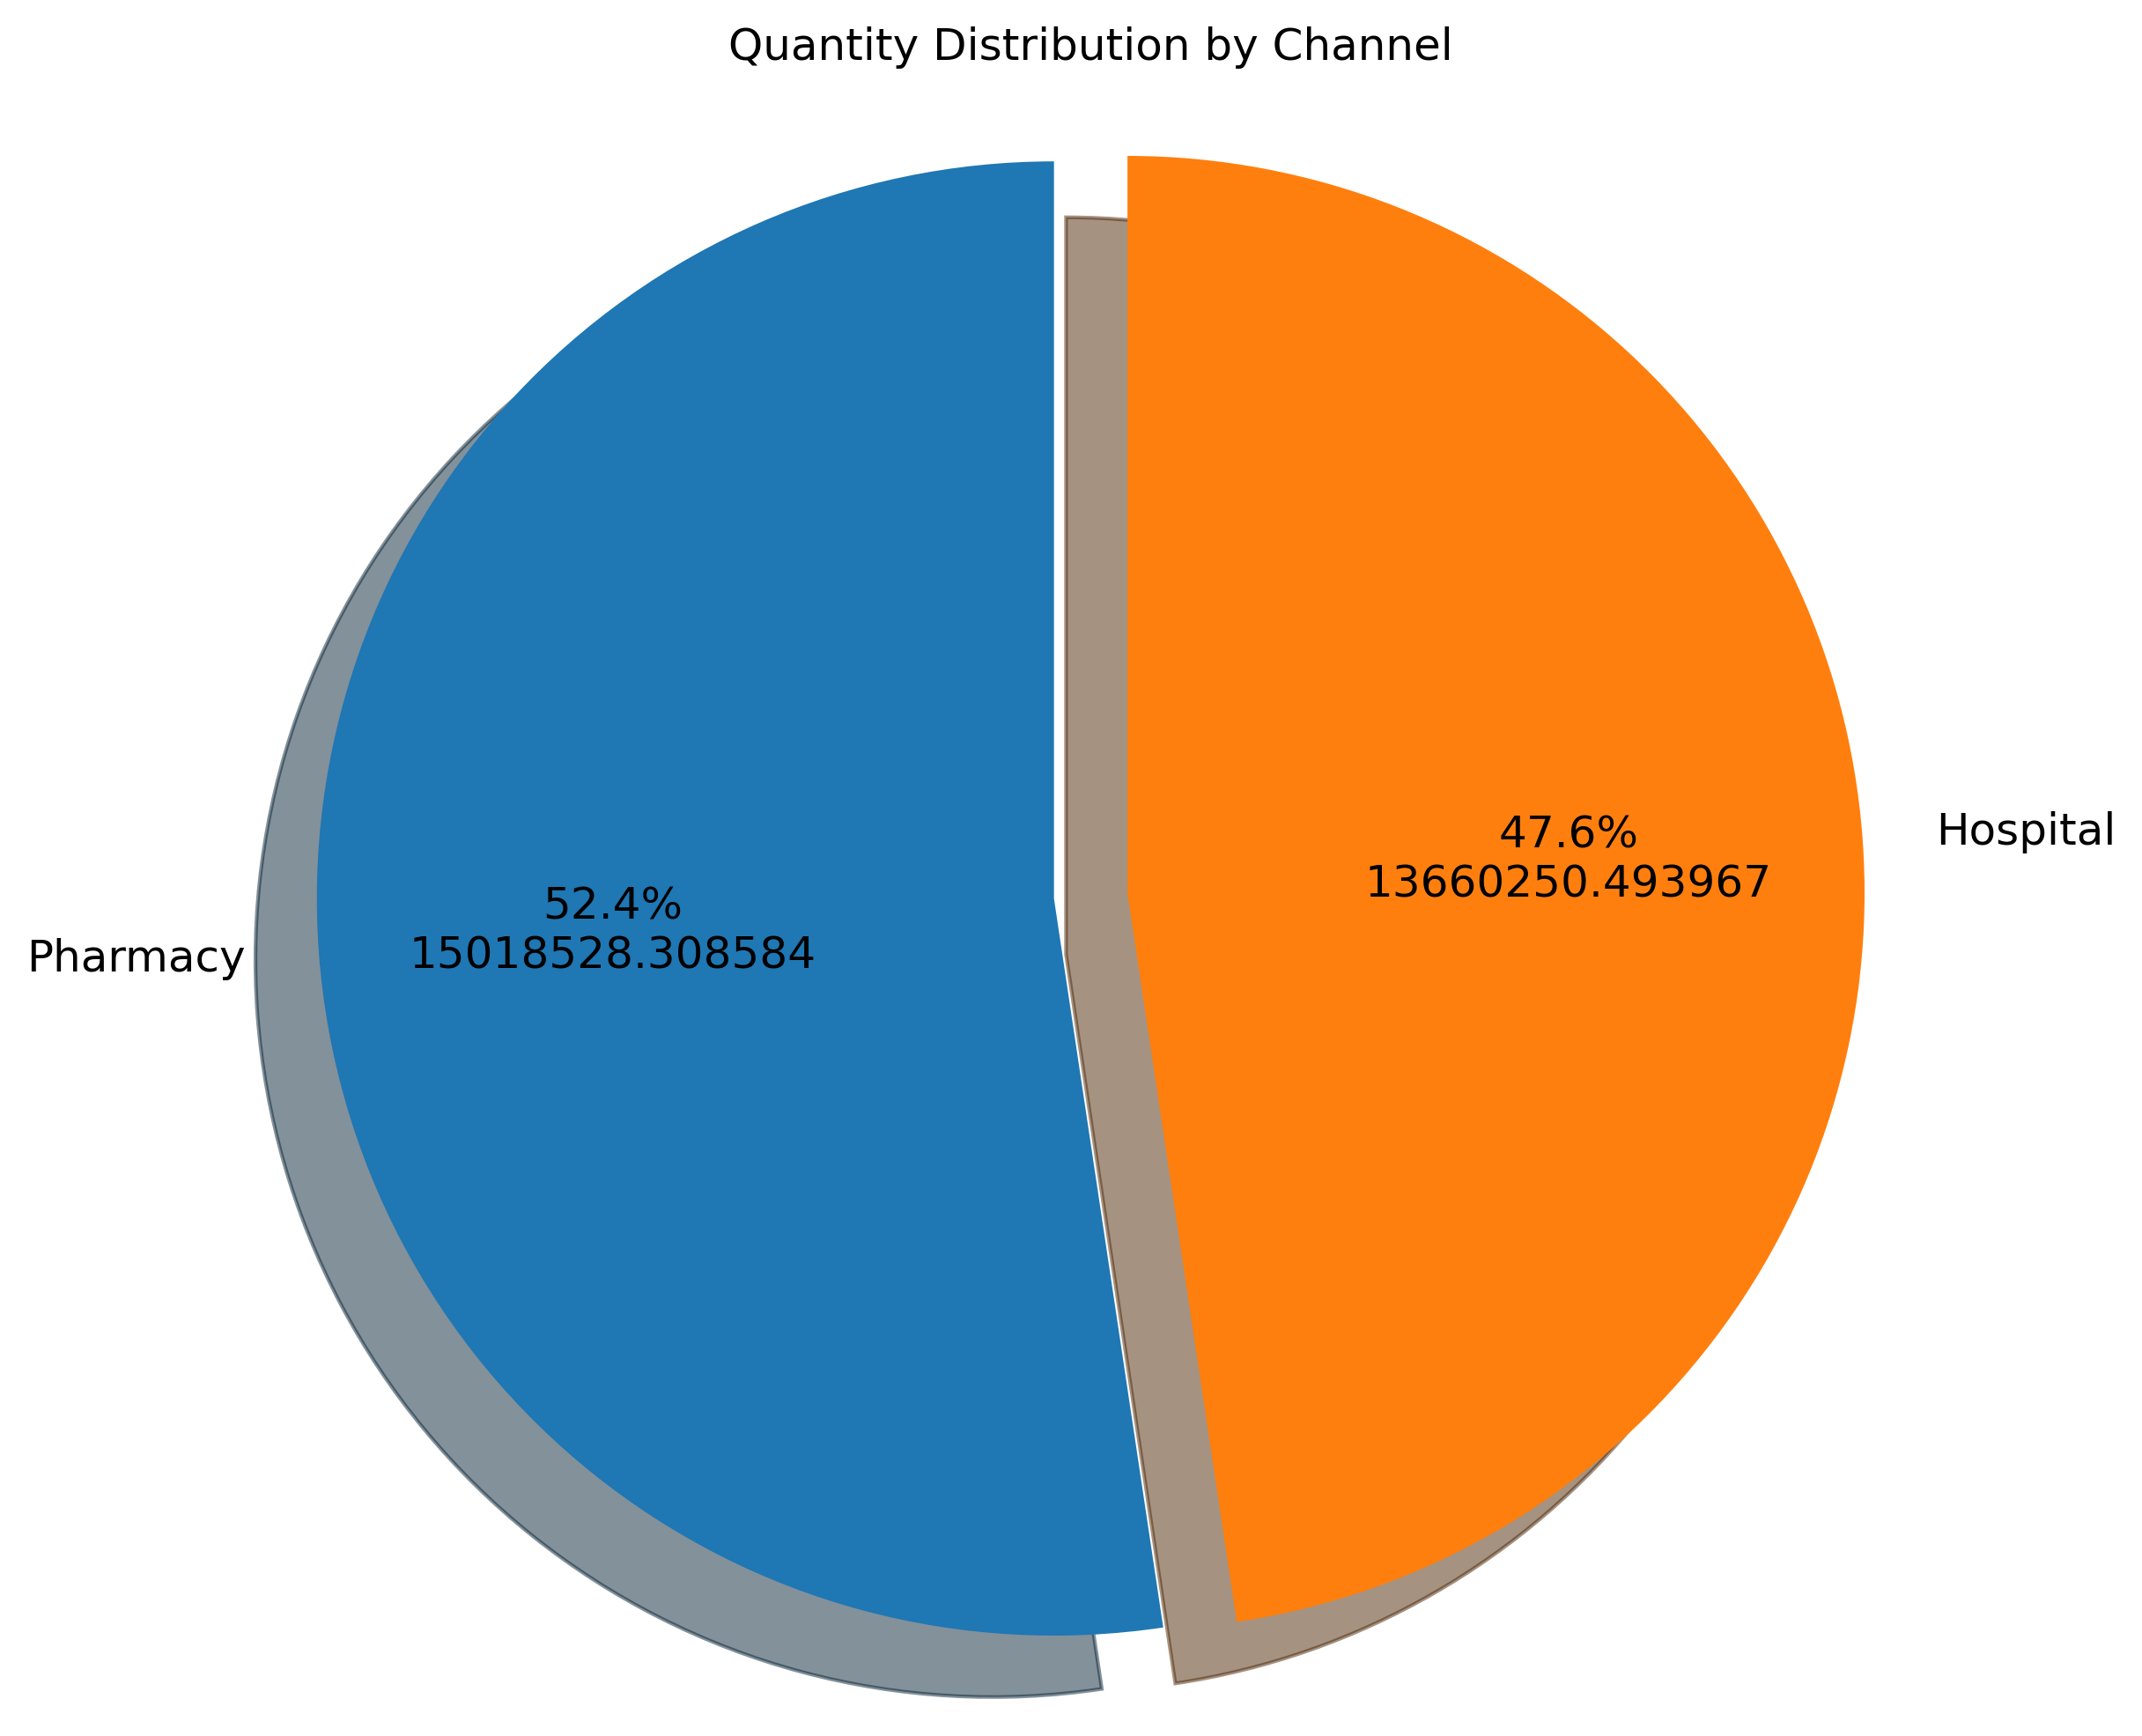 Quantity Distribution by Channel
47.6%
13660250.493967
Hospital
52.4%
15018528.308584
Pharmacy